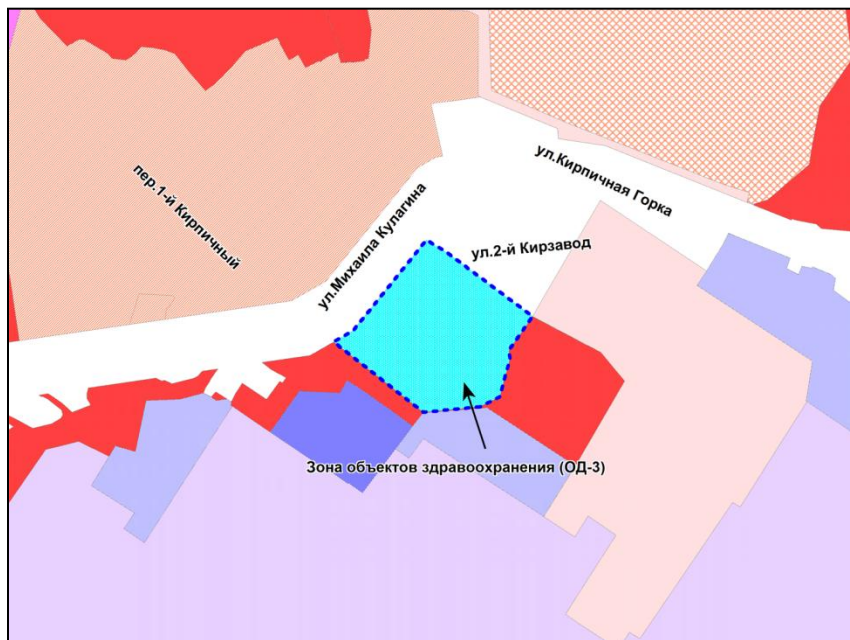 ул.Кирпичная Горка
пер.1-й Кирпичный
ул.Михаила Кулагина
ул.2-й Кирзавод
Зона объектов здравоохранения (ОД-3)